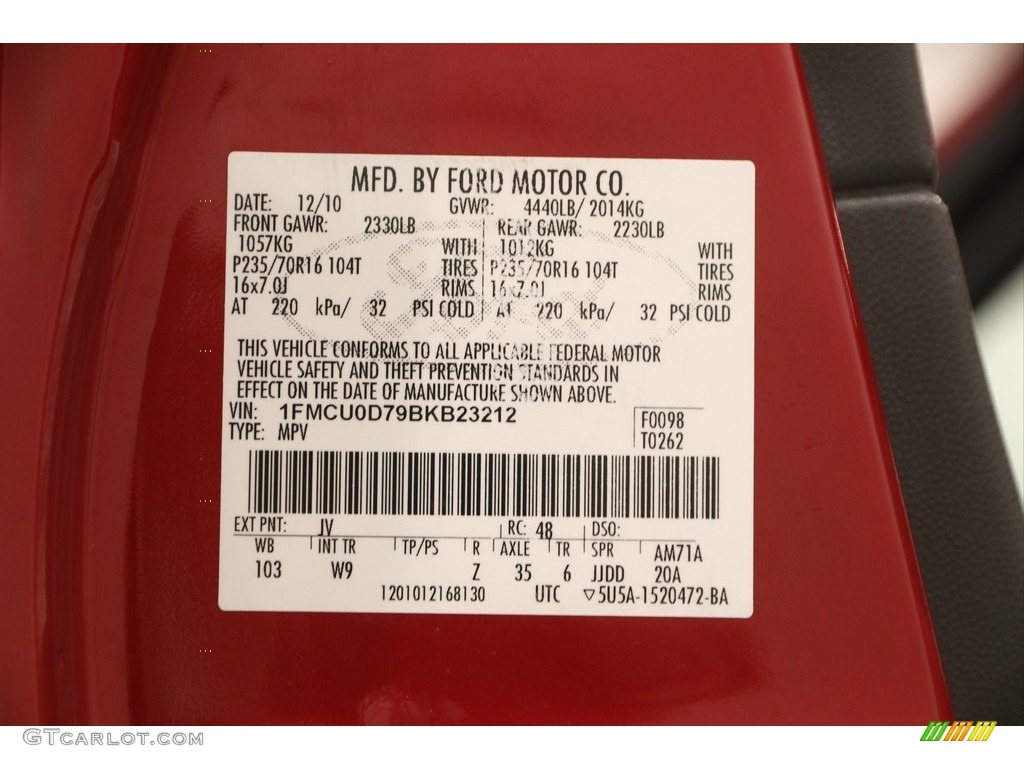 MFD. BY FORD MOTOR CO.
DATE: 12/10 GVWR: 4440LB/ 2014KG
FRONT GAWR: 2330LB REAR GAWR: 2230LB
1057KG WITH 1012KG WITH
P235/70R16 104T TIRES P235/70R16 104T TIRES
16x7.0J RIMS 16x7.0J RIMS
AT 220 kPa/ 32 PSI COLD AT 220 kPa/ 32 PSI COLD
THIS VEHICLE CONFORMS TO ALL APPLICABLE FEDERAL MOTOR
VEHICLE SAFETY AND THEFT PREVENTION STANDARDS IN
EFFECT ON THE DATE OF MANUFACTURE SHOWN ABOVE.
VIN: 1FMCU0D79BKB23212 F0098
TYPE: MPV T0262
EXT PNT: JV RC: 48 DSO:
WB INT TR TP/PS R AXLE TR SPR AM71A
103 W9 Z 35 6 JJDD 20A
1201012168130 UTC ▽5U5A-1520472-BA
GTCARLOT.COM